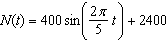 N(t) = 400 sin(2π/5 t) + 2400